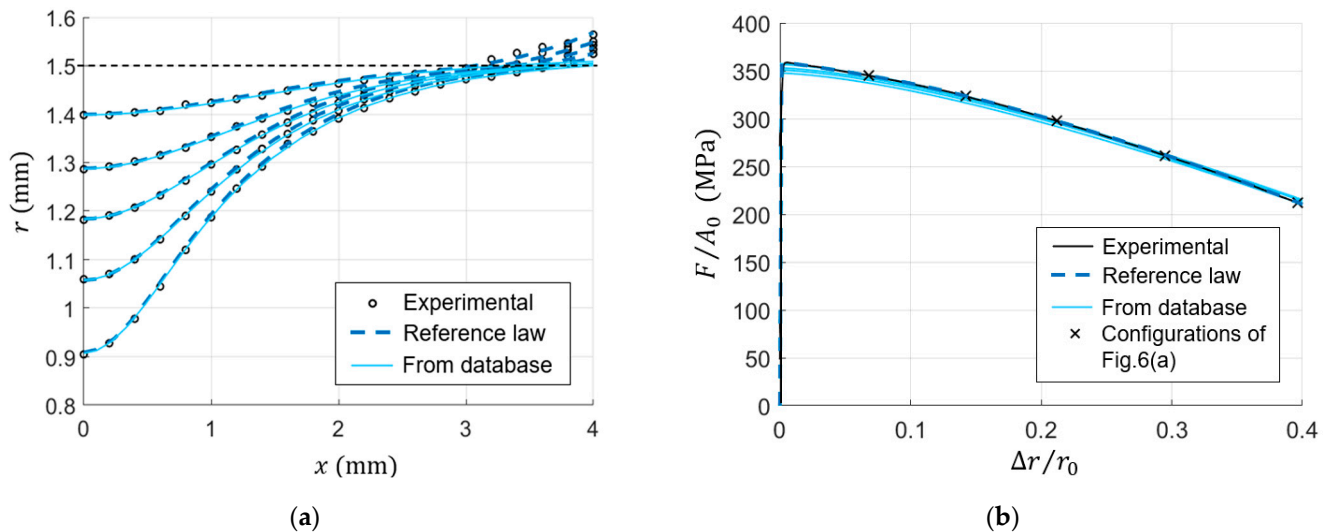 1.6
1.5
1.4
1.3
1.2
1.1
1
0.9
0.8
r (mm)
0 1 2 3 4
x (mm)
Experimental
Reference law
From database
(a)
400
350
300
250
200
150
100
50
0
F/A₀ (MPa)
0 0.1 0.2 0.3 0.4
Δr/r₀
Experimental
Reference law
From database
Configurations of
Fig.6(a)
(b)